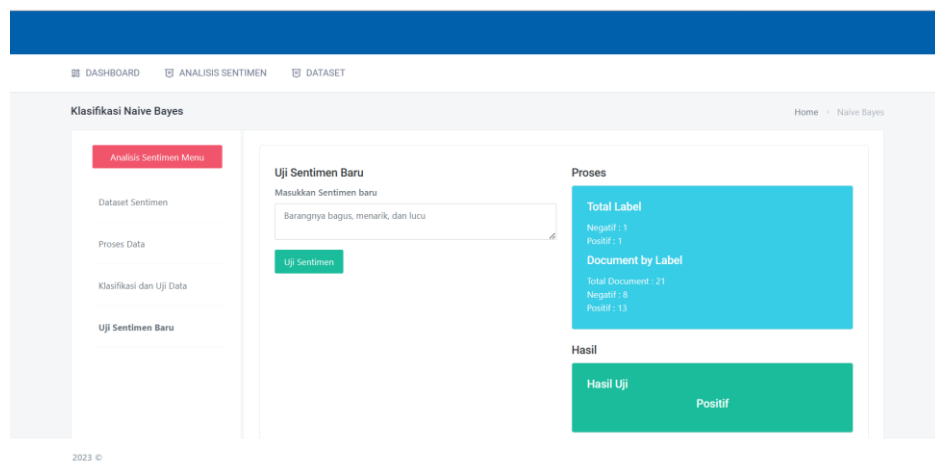 DASHBOARD ANALISIS SENTIMEN DATASET
Klasifikasi Naive Bayes
Home Naive Bayes
Analisis Sentimen Menu
Dataset Sentimen
Proses Data
Klasifikasi dan Uji Data
Uji Sentimen Baru
Uji Sentimen Baru
Masukkan Sentimen baru
Barangnya bagus, menarik, dan lucu
Uji Sentimen
Proses
Total Label
Negatif : 1
Positif : 1
Document by Label
Total Document : 21
Negatif : 8
Positif : 13
Hasil
Hasil Uji
Positif
2023 ©